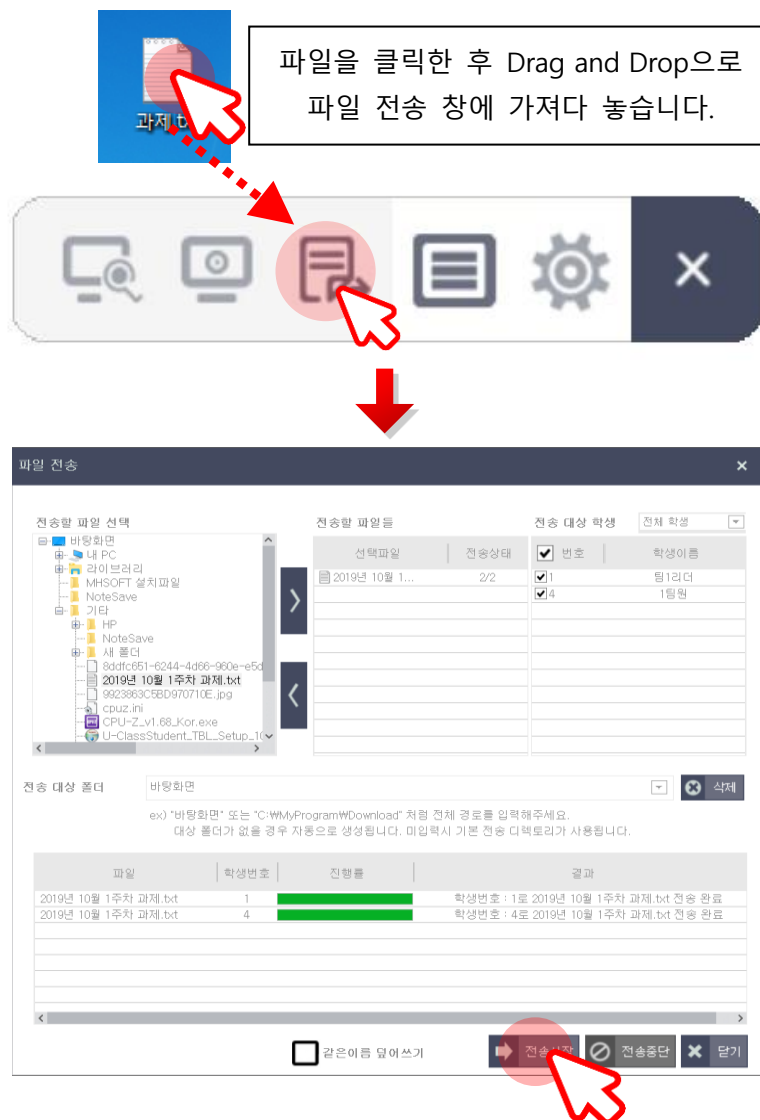 파일을 클릭한 후 Drag and Drop으로
파일 전송 창에 가져다 놓습니다.
과제.t
파일 전송
전송할 파일 선택
전송할 파일들
전송 대상 학생
전체 학생
바탕화면
내 PC
라이브러리
MHSOFT 설치파일
NoteSave
기타
HP
NoteSave
새 폴더
8ddfc651-6244-4d66-960e-e5d
2019년 10월 1주차 과제.txt
9923863C5BD970710E.jpg
cpuz.ini
CPU-Z_v1.68_Kor.exe
U-ClassStudent_TBL_Setup_1(
선택파일 전송상태
2019년 10월 1... 2/2
번호 학생이름
1 팀1리더
4 1팀원
전송 대상 폴더 바탕화면 삭제
ex) "바탕화면" 또는 "C:₩MyProgram₩Download" 처럼 전체 경로를 입력해주세요.
대상 폴더가 없을 경우 자동으로 생성됩니다. 미입력시 기본 전송 디렉토리가 사용됩니다.
파일 학생번호 진행률 결과
2019년 10월 1주차 과제.txt 1 학생번호 : 1로 2019년 10월 1주차 과제.txt 전송 완료
2019년 10월 1주차 과제.txt 4 학생번호 : 4로 2019년 10월 1주차 과제.txt 전송 완료
같은이름 덮어쓰기 전송시작 전송중단 닫기